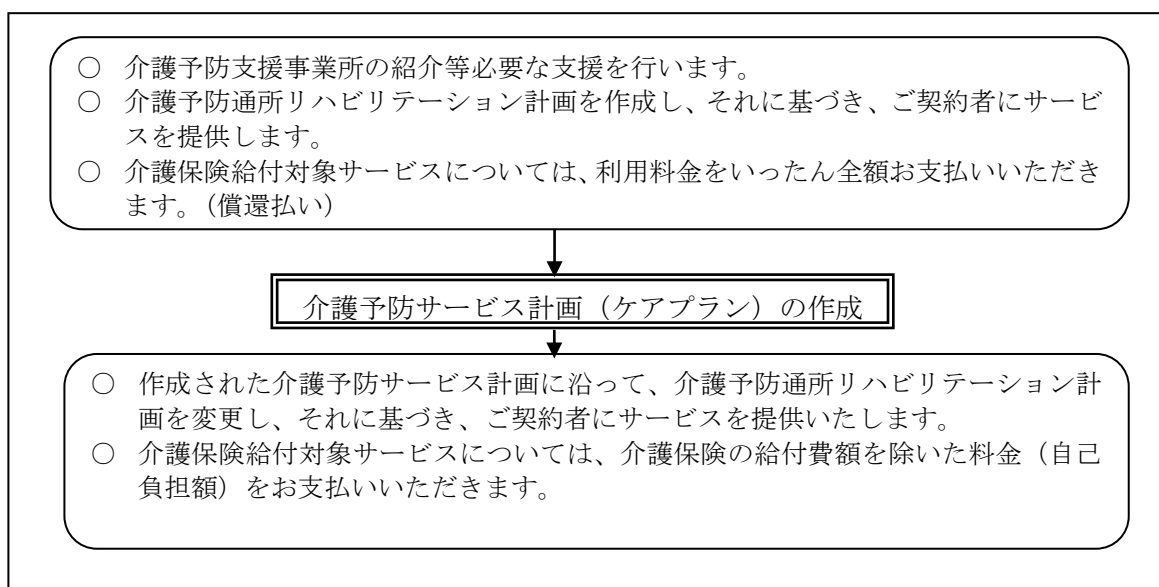 ○ 介護予防支援事業所の紹介等必要な支援を行います。
○ 介護予防通所リハビリテーション計画を作成し、それに基づき、ご契約者にサービ
スを提供します。
○ 介護保険給付対象サービスについては、利用料金をいったん全額お支払いいただき
ます。（償還払い）
介護予防サービス計画（ケアプラン）の作成
○ 作成された介護予防サービス計画に沿って、介護予防通所リハビリテーション計
画を変更し、それに基づき、ご契約者にサービスを提供いたします。
○ 介護保険給付対象サービスについては、介護保険の給付費額を除いた料金（自己
負担額）をお支払いいただきます。